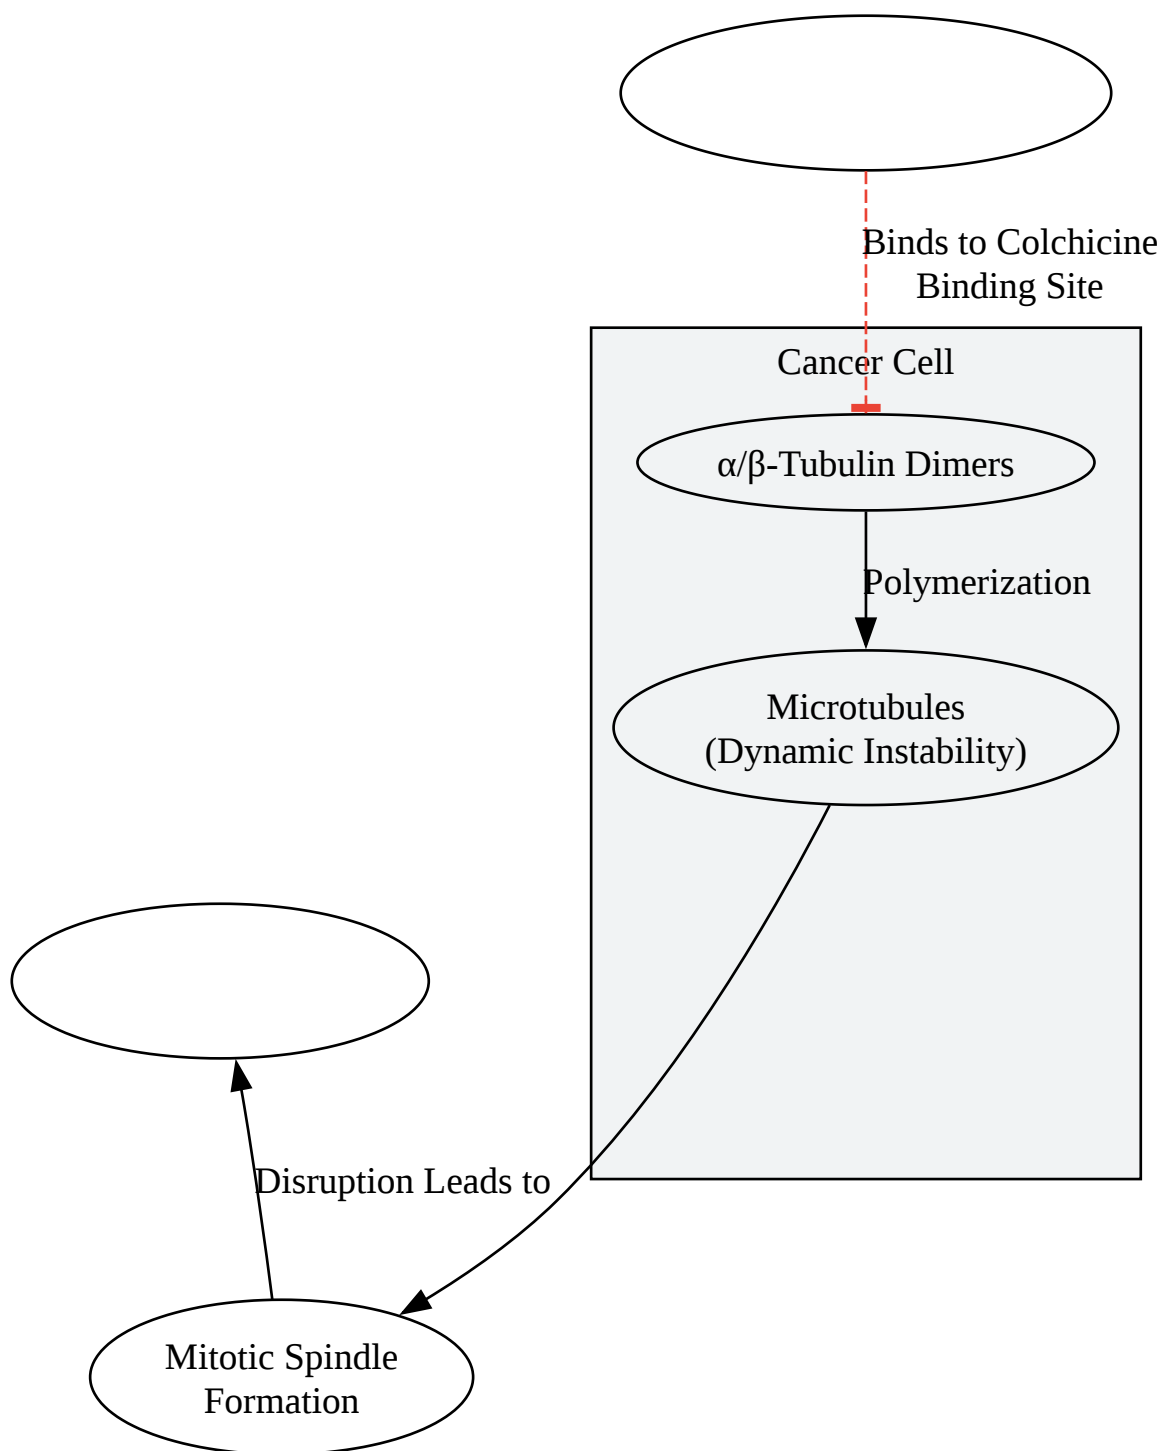 Binds to Colchicine
Binding Site
Cancer Cell
α/β-Tubulin Dimers
Polymerization
Microtubules
(Dynamic Instability)
Disruption Leads to
Mitotic Spindle
Formation